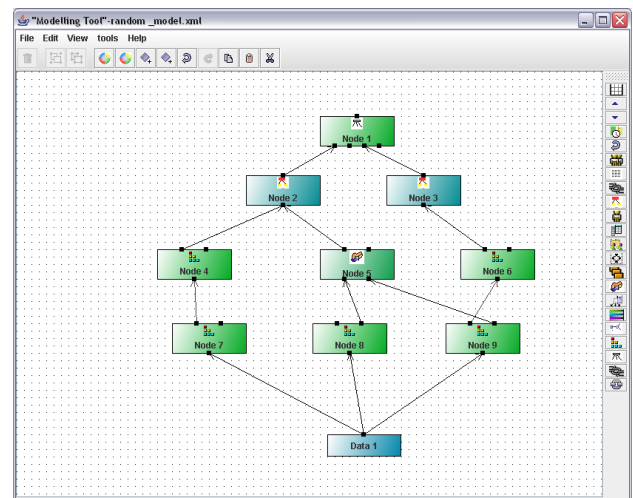 "Modelling Tool"-random _model.xml
File Edit View tools Help
Node 1
Node 2 Node 3
Node 4 Node 5 Node 6
Node 7 Node 8 Node 9
Data 1